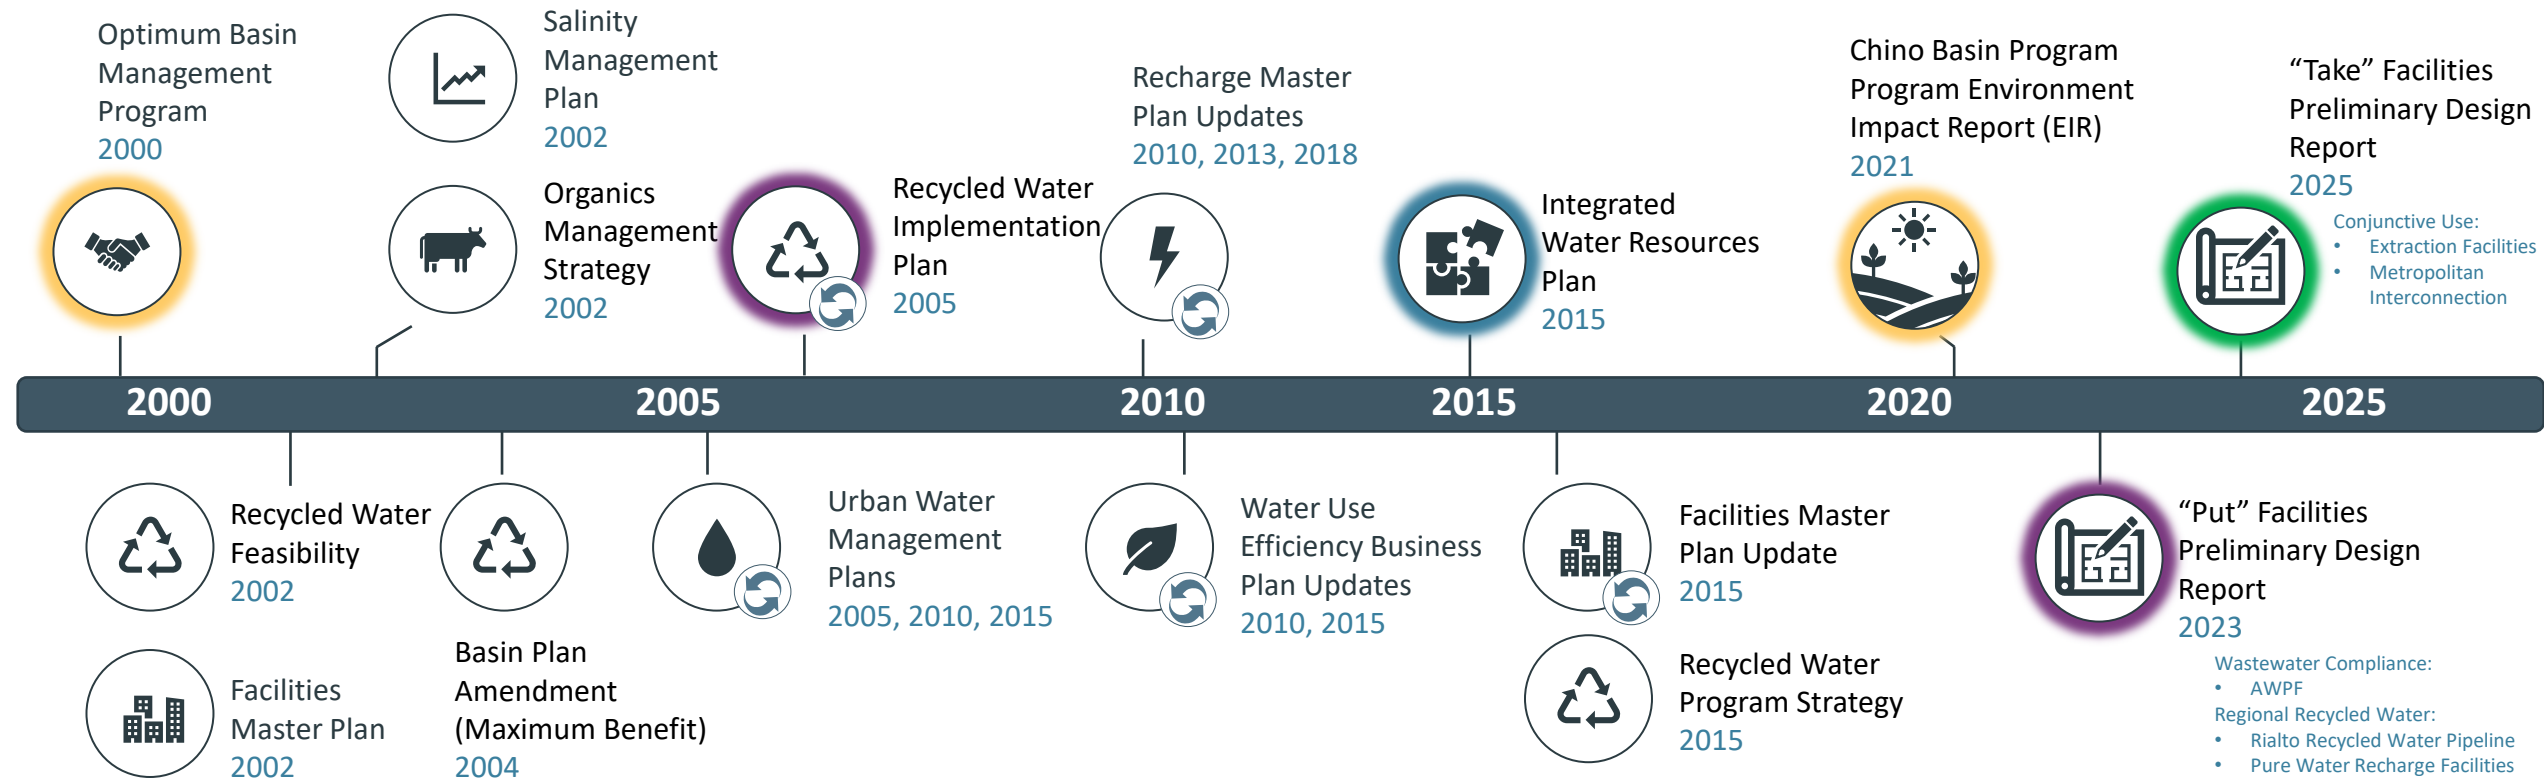 Optimum Basin
Management
Program
2000
Salinity
Management
Plan
2002
Organics
Management
Strategy
2002
Recycled Water
Implementation
Plan
2005
Recharge Master
Plan Updates
2010, 2013, 2018
Integrated
Water Resources
Plan
2015
Chino Basin Program
Program Environment
Impact Report (EIR)
2021
“Take” Facilities
Preliminary Design
Report
2025
Conjunctive Use:
• Extraction Facilities
• Metropolitan
Interconnection
2000 2005 2010 2015 2020 2025
Recycled Water
Feasibility
2002
Facilities
Master Plan
2002
Basin Plan
Amendment
(Maximum Benefit)
2004
Urban Water
Management
Plans
2005, 2010, 2015
Water Use
Efficiency Business
Plan Updates
2010, 2015
Facilities Master
Plan Update
2015
Recycled Water
Program Strategy
2015
“Put” Facilities
Preliminary Design
Report
2023
Wastewater Compliance:
• AWPF
Regional Recycled Water:
• Rialto Recycled Water Pipeline
• Pure Water Recharge Facilities